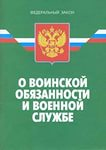 ФЕДЕРАЛЬНЫЙ ЗАКОН
О ВОИНСКОЙ
ОБЯЗАННОСТИ
И ВОЕННОЙ
СЛУЖБЕ